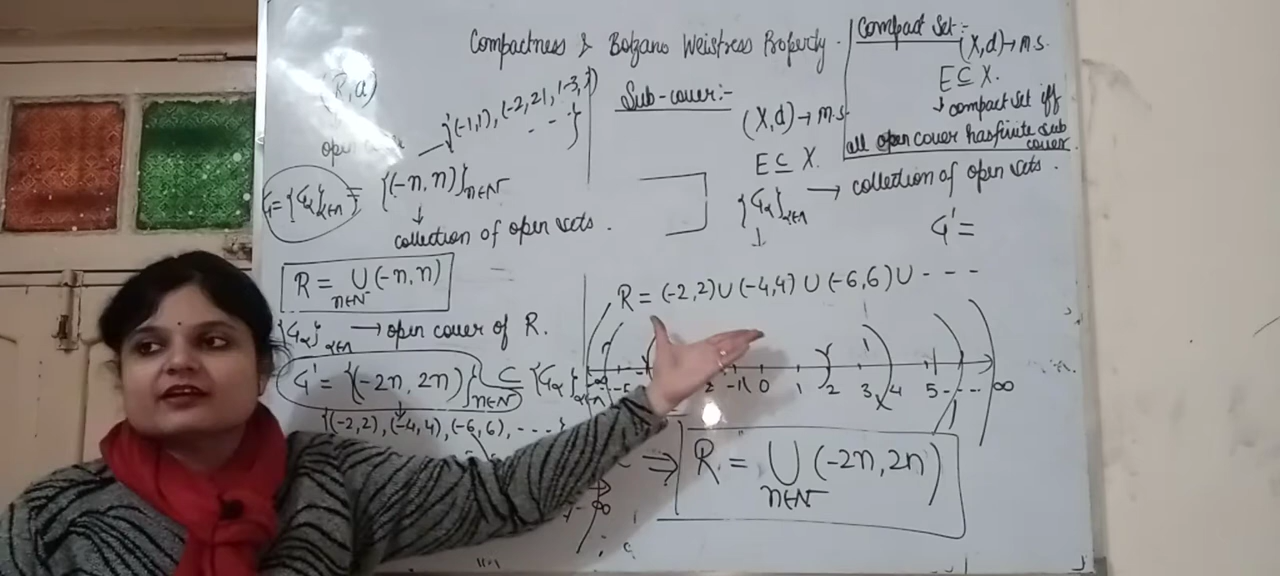 Compactness & Bolzano Weistress Property.
Compact Set:-
(X,d)→m.s.
E⊆X.
↓compact set iff
all open cover has finite sub
cover.
(R,d)
open
{(-1,1), (-2,2), (-3,3)
- - - }
G={Gα}α∈Λ = {(-n,n)}n∈N
↓
collection of open sets.
R = ∪n∈N (-n,n)
{Gα}α∈Λ → open cover of R.
G' = {(-2n, 2n)}n∈N ⊆ {Gα}α∈Λ
{(-2,2), (-4,4), (-6,6), ----}
Sub-cover:-
(X,d)→m.s.
E⊆X.
{Gα}α∈Λ → collection of open sets.
↓
G' =
R = (-2,2)∪(-4,4)∪(-6,6)∪---
-1 0 1 2 3 4 5 --- ∞
⇒ R = ∪n∈N (-2n,2n)
∞